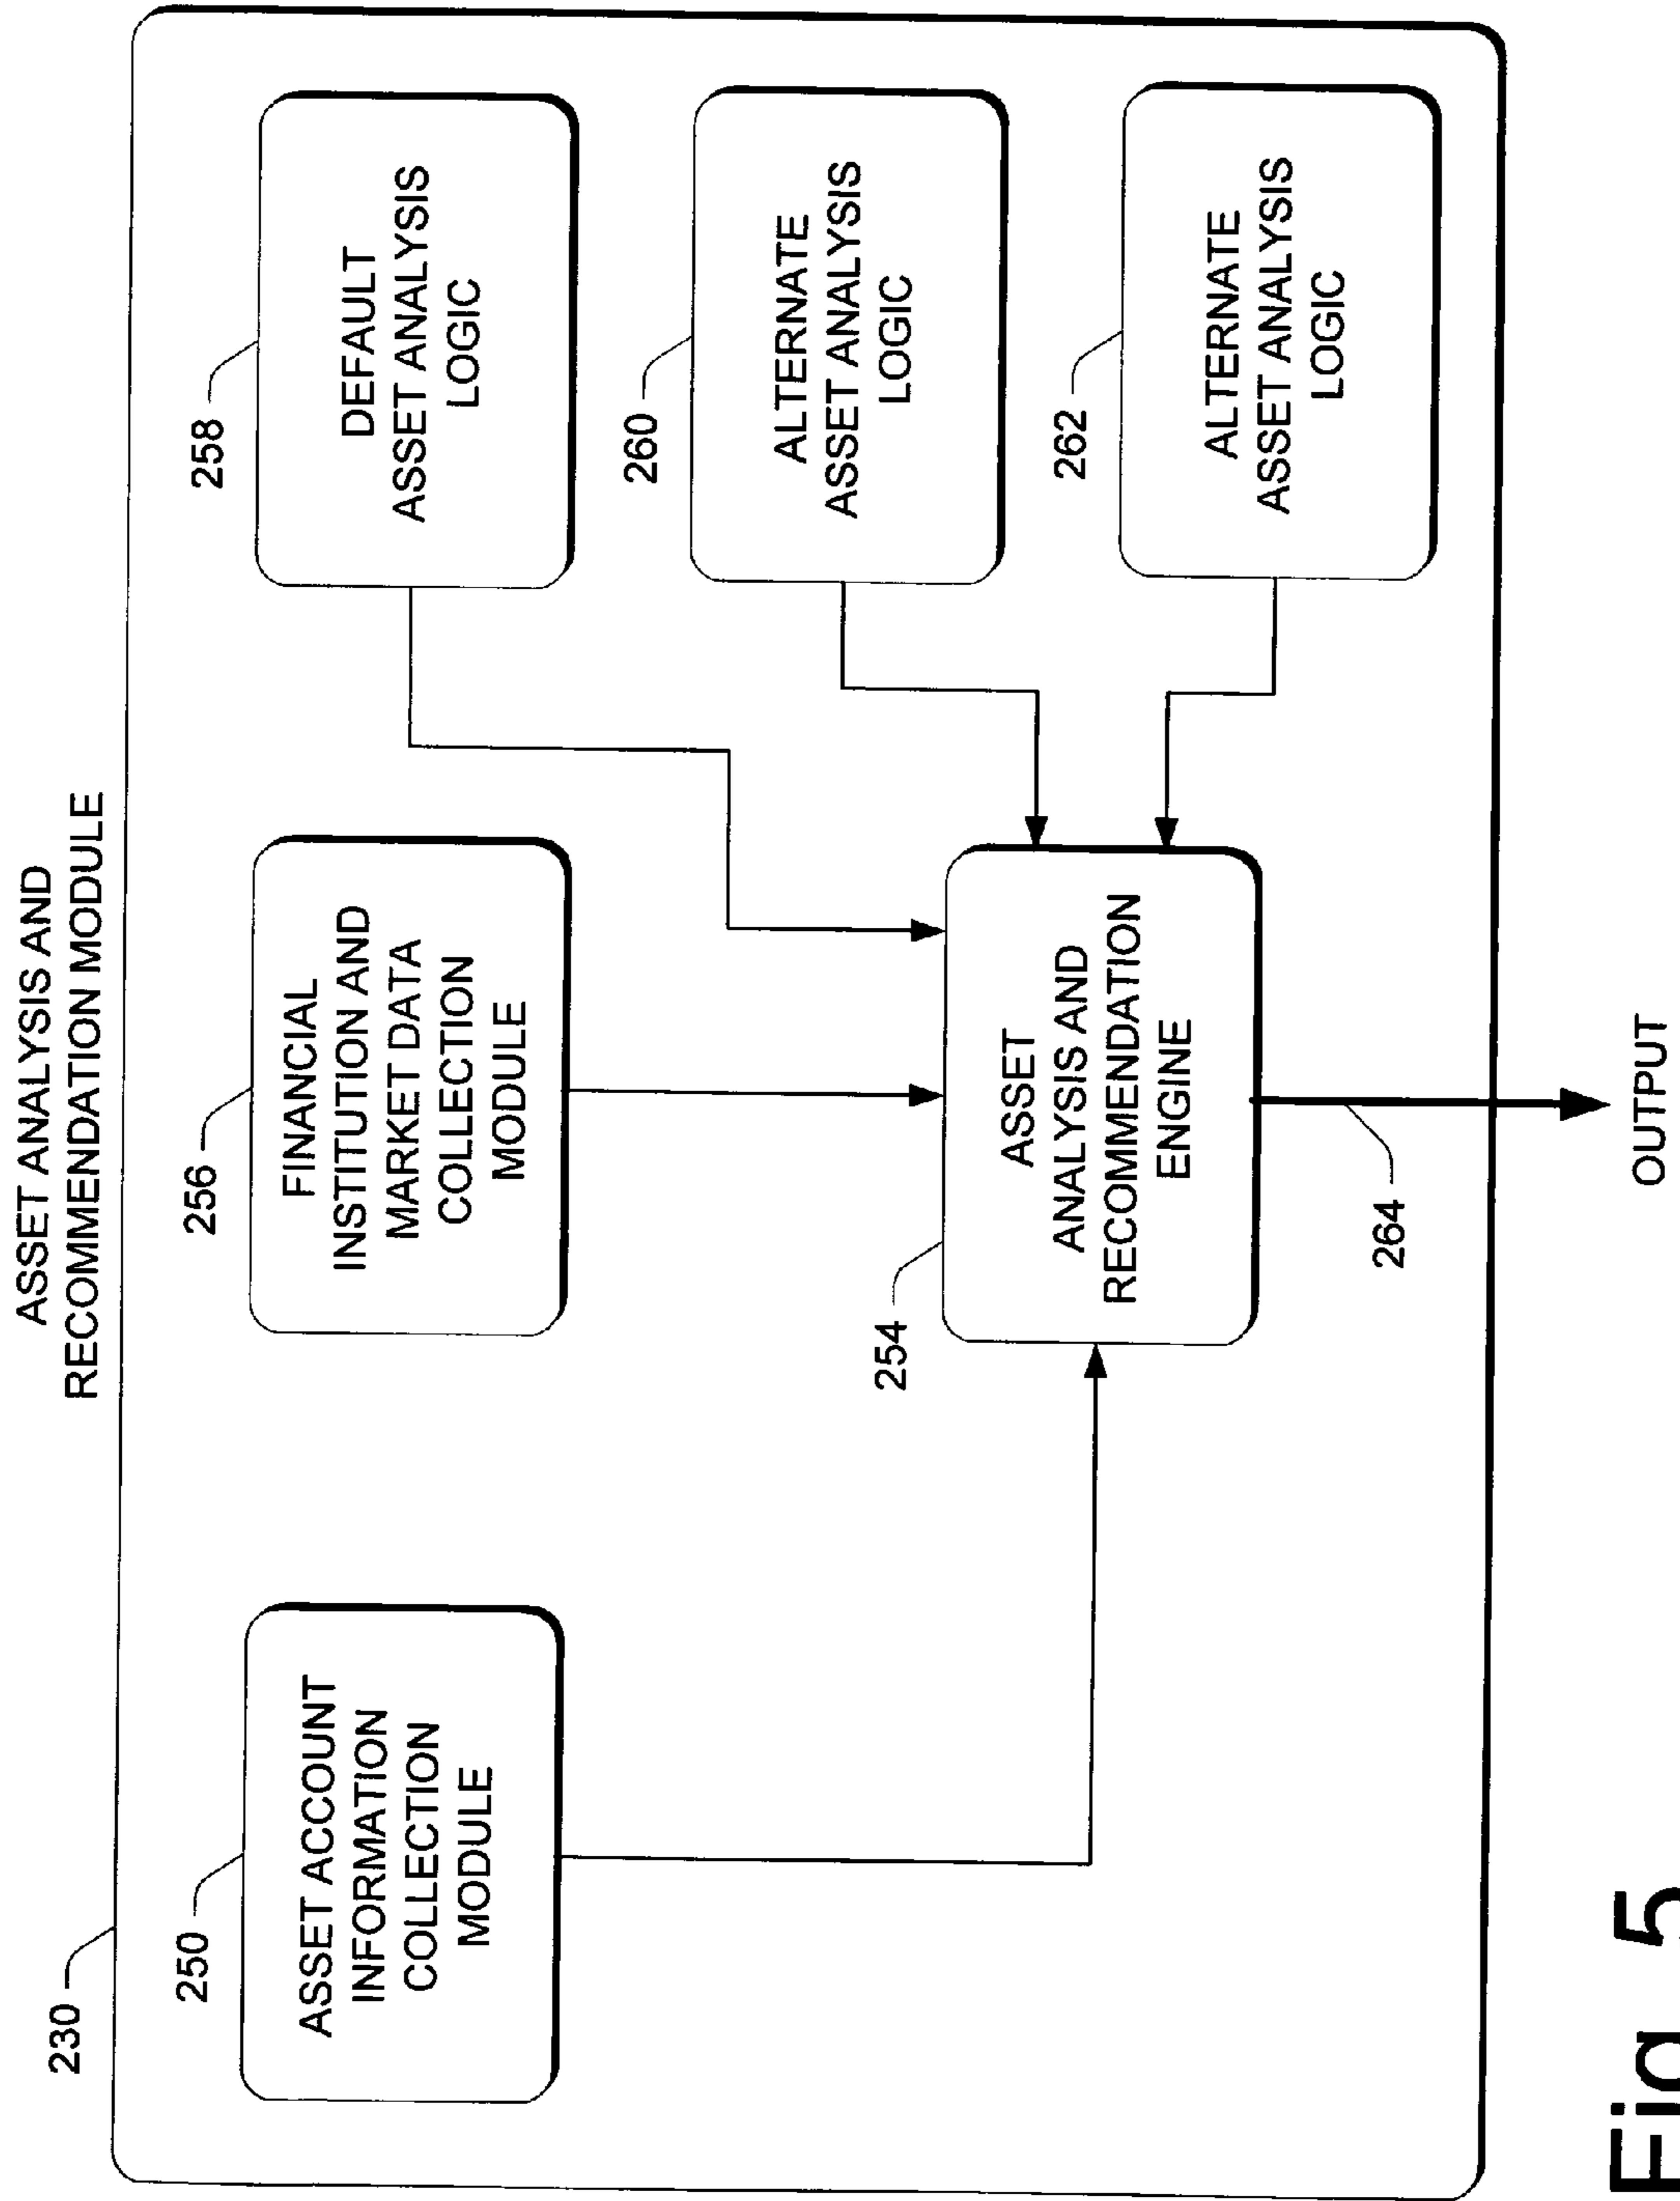 ASSET ANALYSIS AND
RECOMMENDATION MODULE
230
250
ASSET ACCOUNT
INFORMATION
COLLECTION
MODULE
256
FINANCIAL
INSTITUTION AND
MARKET DATA
COLLECTION
MODULE
258
DEFAULT
ASSET ANALYSIS
LOGIC
260
ALTERNATE
ASSET ANALYSIS
LOGIC
254
ASSET
ANALYSIS AND
RECOMMENDATION
ENGINE
262
ALTERNATE
ASSET ANALYSIS
LOGIC
264
OUTPUT
Fig. 5